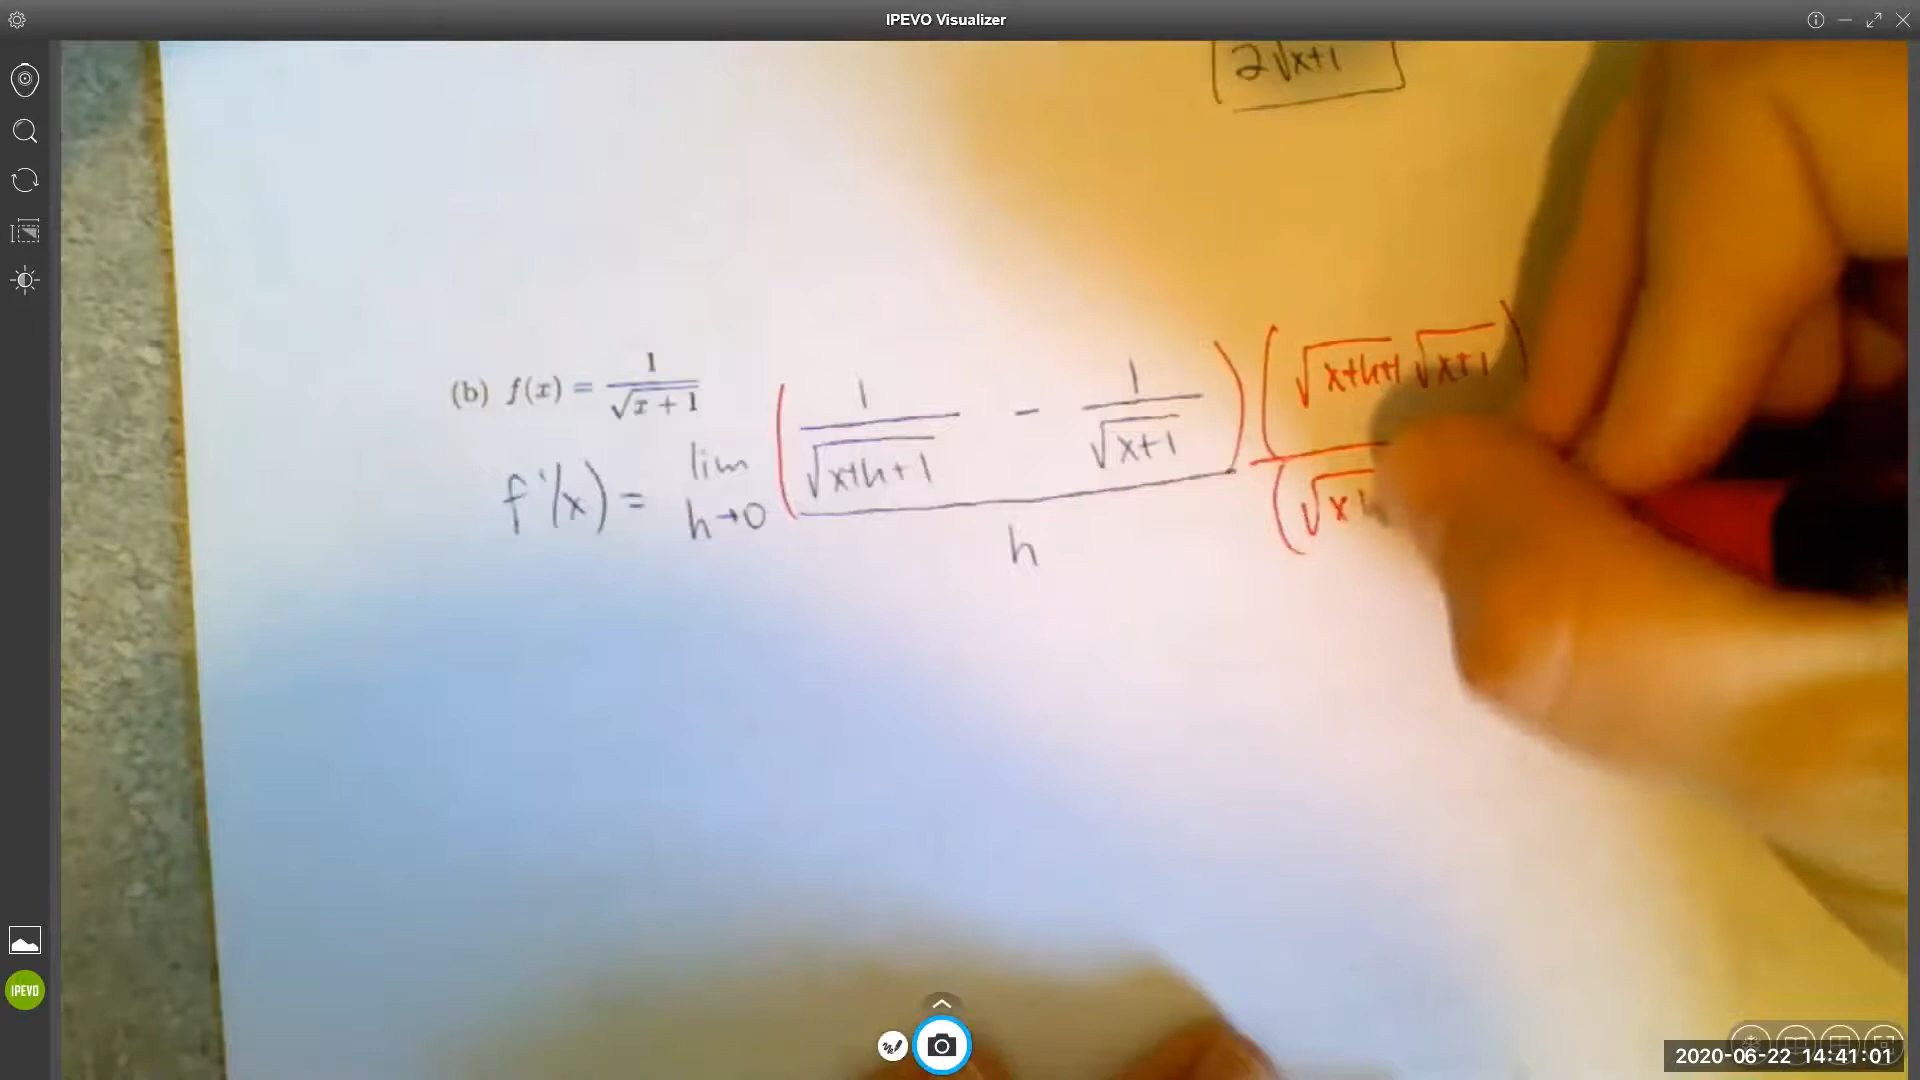 IPEVO Visualizer
2√x+1
(b) f(x) = 1/√x + 1
f'(x) = lim h→0 (1/√x+h+1 − 1/√x+1)/h (√x+h+1 √x+1)/(√x
IPEVO
2020-06-22 14:41:01